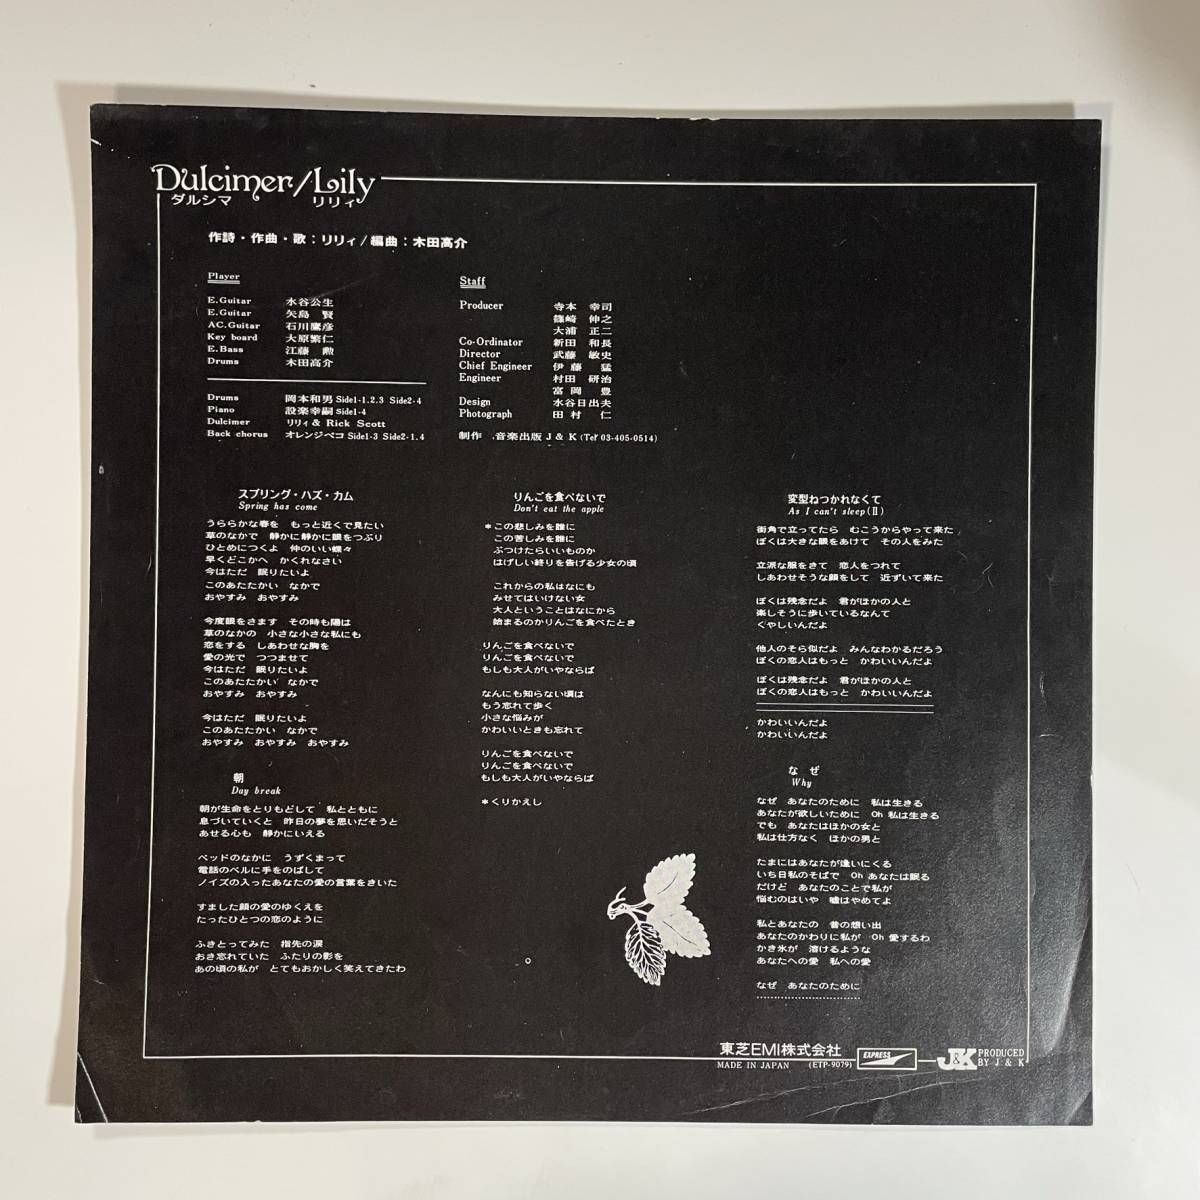 Dulcimer/Lily
ダルシマ リリィ
作詩・作曲・歌：リリィ/編曲：木田高介
Player
E.Guitar 水谷公生
E.Guitar 矢島 賢
AC.Guitar 石川鷹彦
Key board 大原繁仁
E.Bass 江藤 勲
Drums 木田高介
Drums 岡本和男 Side1-1.2.3 Side2-4
Piano 設楽幸嗣 Side1-4
Dulcimer リリィ & Rick Scott
Back chorus オレンジペコ Side1-3 Side2-1.4
Staff
Producer 寺本 幸司
篠崎 伸之
大浦 正二
Co-Ordinator 新田 和長
Director 武藤 敏史
Chief Engineer 伊藤 猛
Engineer 村田 研治
富岡 豊
Design 水谷日出夫
Photograph 田村 仁
制作 .音楽出版 J & K (Tel 03-405-0514)
スプリング・ハズ・カム
Spring has come
うららかな春を もっと近くで見たい
草のなかで 静かに静かに眼をつぶり
ひとめにつくよ 仲のいい蝶々
早くどこかへ かくれなさい
今はただ 眠りたいよ
このあたたかい なかで
おやすみ おやすみ
今度眼をさます その時も陽は
草のなかの 小さな小さな私にも
恋をする しあわせな胸を
愛の光で つつませて
今はただ 眠りたいよ
このあたたかい なかで
おやすみ おやすみ
今はただ 眠りたいよ
このあたたかい なかで
おやすみ おやすみ おやすみ
朝
Day break
朝が生命をとりもどして 私とともに
息づいていくと 昨日の夢を思いだそうと
あせる心も 静かにいえる
ベッドのなかに うずくまって
電話のベルに手をのばして
ノイズの入ったあなたの愛の言葉をきいた
すました顔の愛のゆくえを
たったひとつの恋のように
ふきとってみた 指先の涙
おき忘れていた ふたりの影を
あの頃の私が とてもおかしく笑えてきたわ
りんごを食べないで
Don't eat the apple
＊この悲しみを誰に
この苦しみを誰に
ぶつけたらいいものか
はげしい終りを告げる少女の頃
これからの私はなにも
みせてはいけない女
大人ということはなにから
始まるのかりんごを食べたとき
りんごを食べないで
りんごを食べないで
もしも大人がいやならば
なんにも知らない頃は
もう忘れて歩く
小さな悩みが
かわいいときも忘れて
りんごを食べないで
りんごを食べないで
もしも大人がいやならば
＊くりかえし
変型ねつかれなくて
As I can't sleep(II)
街角で立ってたら むこうからやって来た
ぼくは大きな眼をあけて その人をみた
立派な服をきて 恋人をつれて
しあわせそうな顔をして 近ずいて来た
ぼくは残念だよ 君がほかの人と
楽しそうに歩いているなんて
くやしいんだよ
他人のそら似だよ みんなわかるだろう
ぼくの恋人はもっと かわいいんだよ
ぼくは残念だよ 君がほかの人と
ぼくの恋人はもっと かわいいんだよ
かわいいんだよ
かわいいんだよ
なぜ
Why
なぜ あなたのために 私は生きる
あなたが欲しいために Oh 私は生きる
でも あなたはほかの女と
私は仕方なく ほかの男と
たまにはあなたが逢いにくる
いち日私のそばで Oh あなたは眠る
だけど あなたのことで私が
悩むのはいや 嘘はやめてよ
私とあなたの 昔の想い出
あなたのかわりに私が Oh 愛するわ
かき氷が 溶けるような
あなたへの愛 私への愛
なぜ あなたのために
..............................
東芝EMI株式会社
MADE IN JAPAN (ETP-9079)
EXPRESS
J&K
PRODUCED
BY J & K